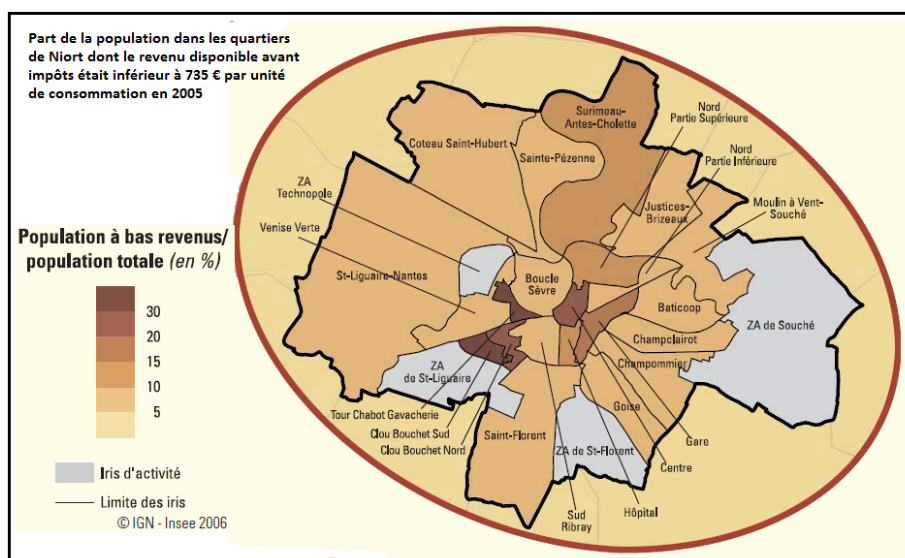 Part de la population dans les quartiers
de Niort dont le revenu disponible avant
impôts était inférieur à 735 € par unité
de consommation en 2005
Surimeau-
Antes-Cholette
Nord
Partie Supérieure
Coteau Saint-Hubert
Sainte-Pézenne
Nord
Partie Inférieure
ZA
Technopole
Justices-
Brizeaux
Moulin à Vent-
Souché
Venise Verte
Population à bas revenus/
population totale (en %)
St-Liguaire-Nantes
Boucle
Sèvre
30
20
15
10
5
Baticoop
ZA de Souché
Champclairot
Champommier
ZA
de St-Liguaire
Tour Chabot Gavacherie
Clou Bouchet Sud
Clou Bouchet Nord
Saint-Florent
Goise
ZA de St-Florent
Gare
Centre
Hôpital
Sud
Ribray
Iris d'activité
Limite des iris
© IGN - Insee 2006